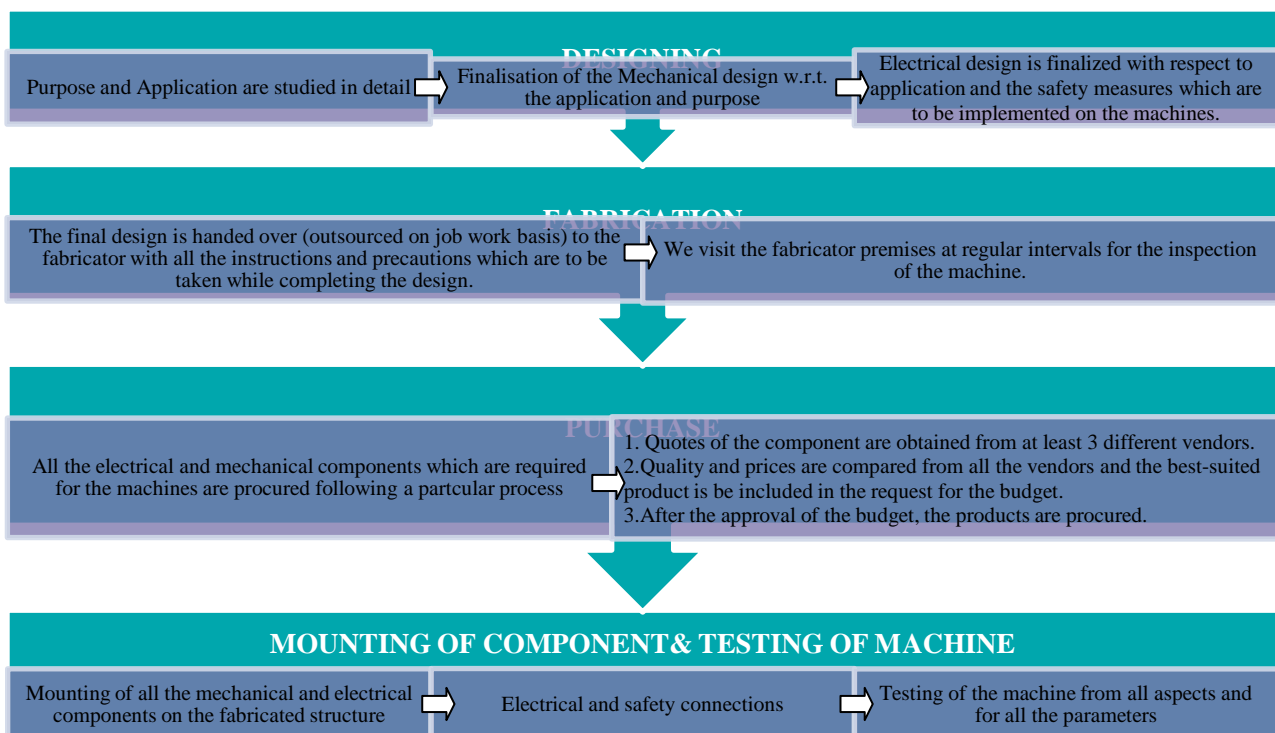 DESIGNING
Purpose and Application are studied in detail
Finalisation of the Mechanical design w.r.t.
the application and purpose
Electrical design is finalized with respect to
application and the safety measures which are
to be implemented on the machines.
FABRICATION
The final design is handed over (outsourced on job work basis) to the
fabricator with all the instructions and precautions which are to be
taken while completing the design.
We visit the fabricator premises at regular intervals for the inspection
of the machine.
PURCHASE
All the electrical and mechanical components which are required
for the machines are procured following a partcular process
1. Quotes of the component are obtained from at least 3 different vendors.
2.Quality and prices are compared from all the vendors and the best-suited
product is be included in the request for the budget.
3.After the approval of the budget, the products are procured.
MOUNTING OF COMPONENT& TESTING OF MACHINE
Mounting of all the mechanical and electrical
components on the fabricated structure
Electrical and safety connections
Testing of the machine from all aspects and
for all the parameters